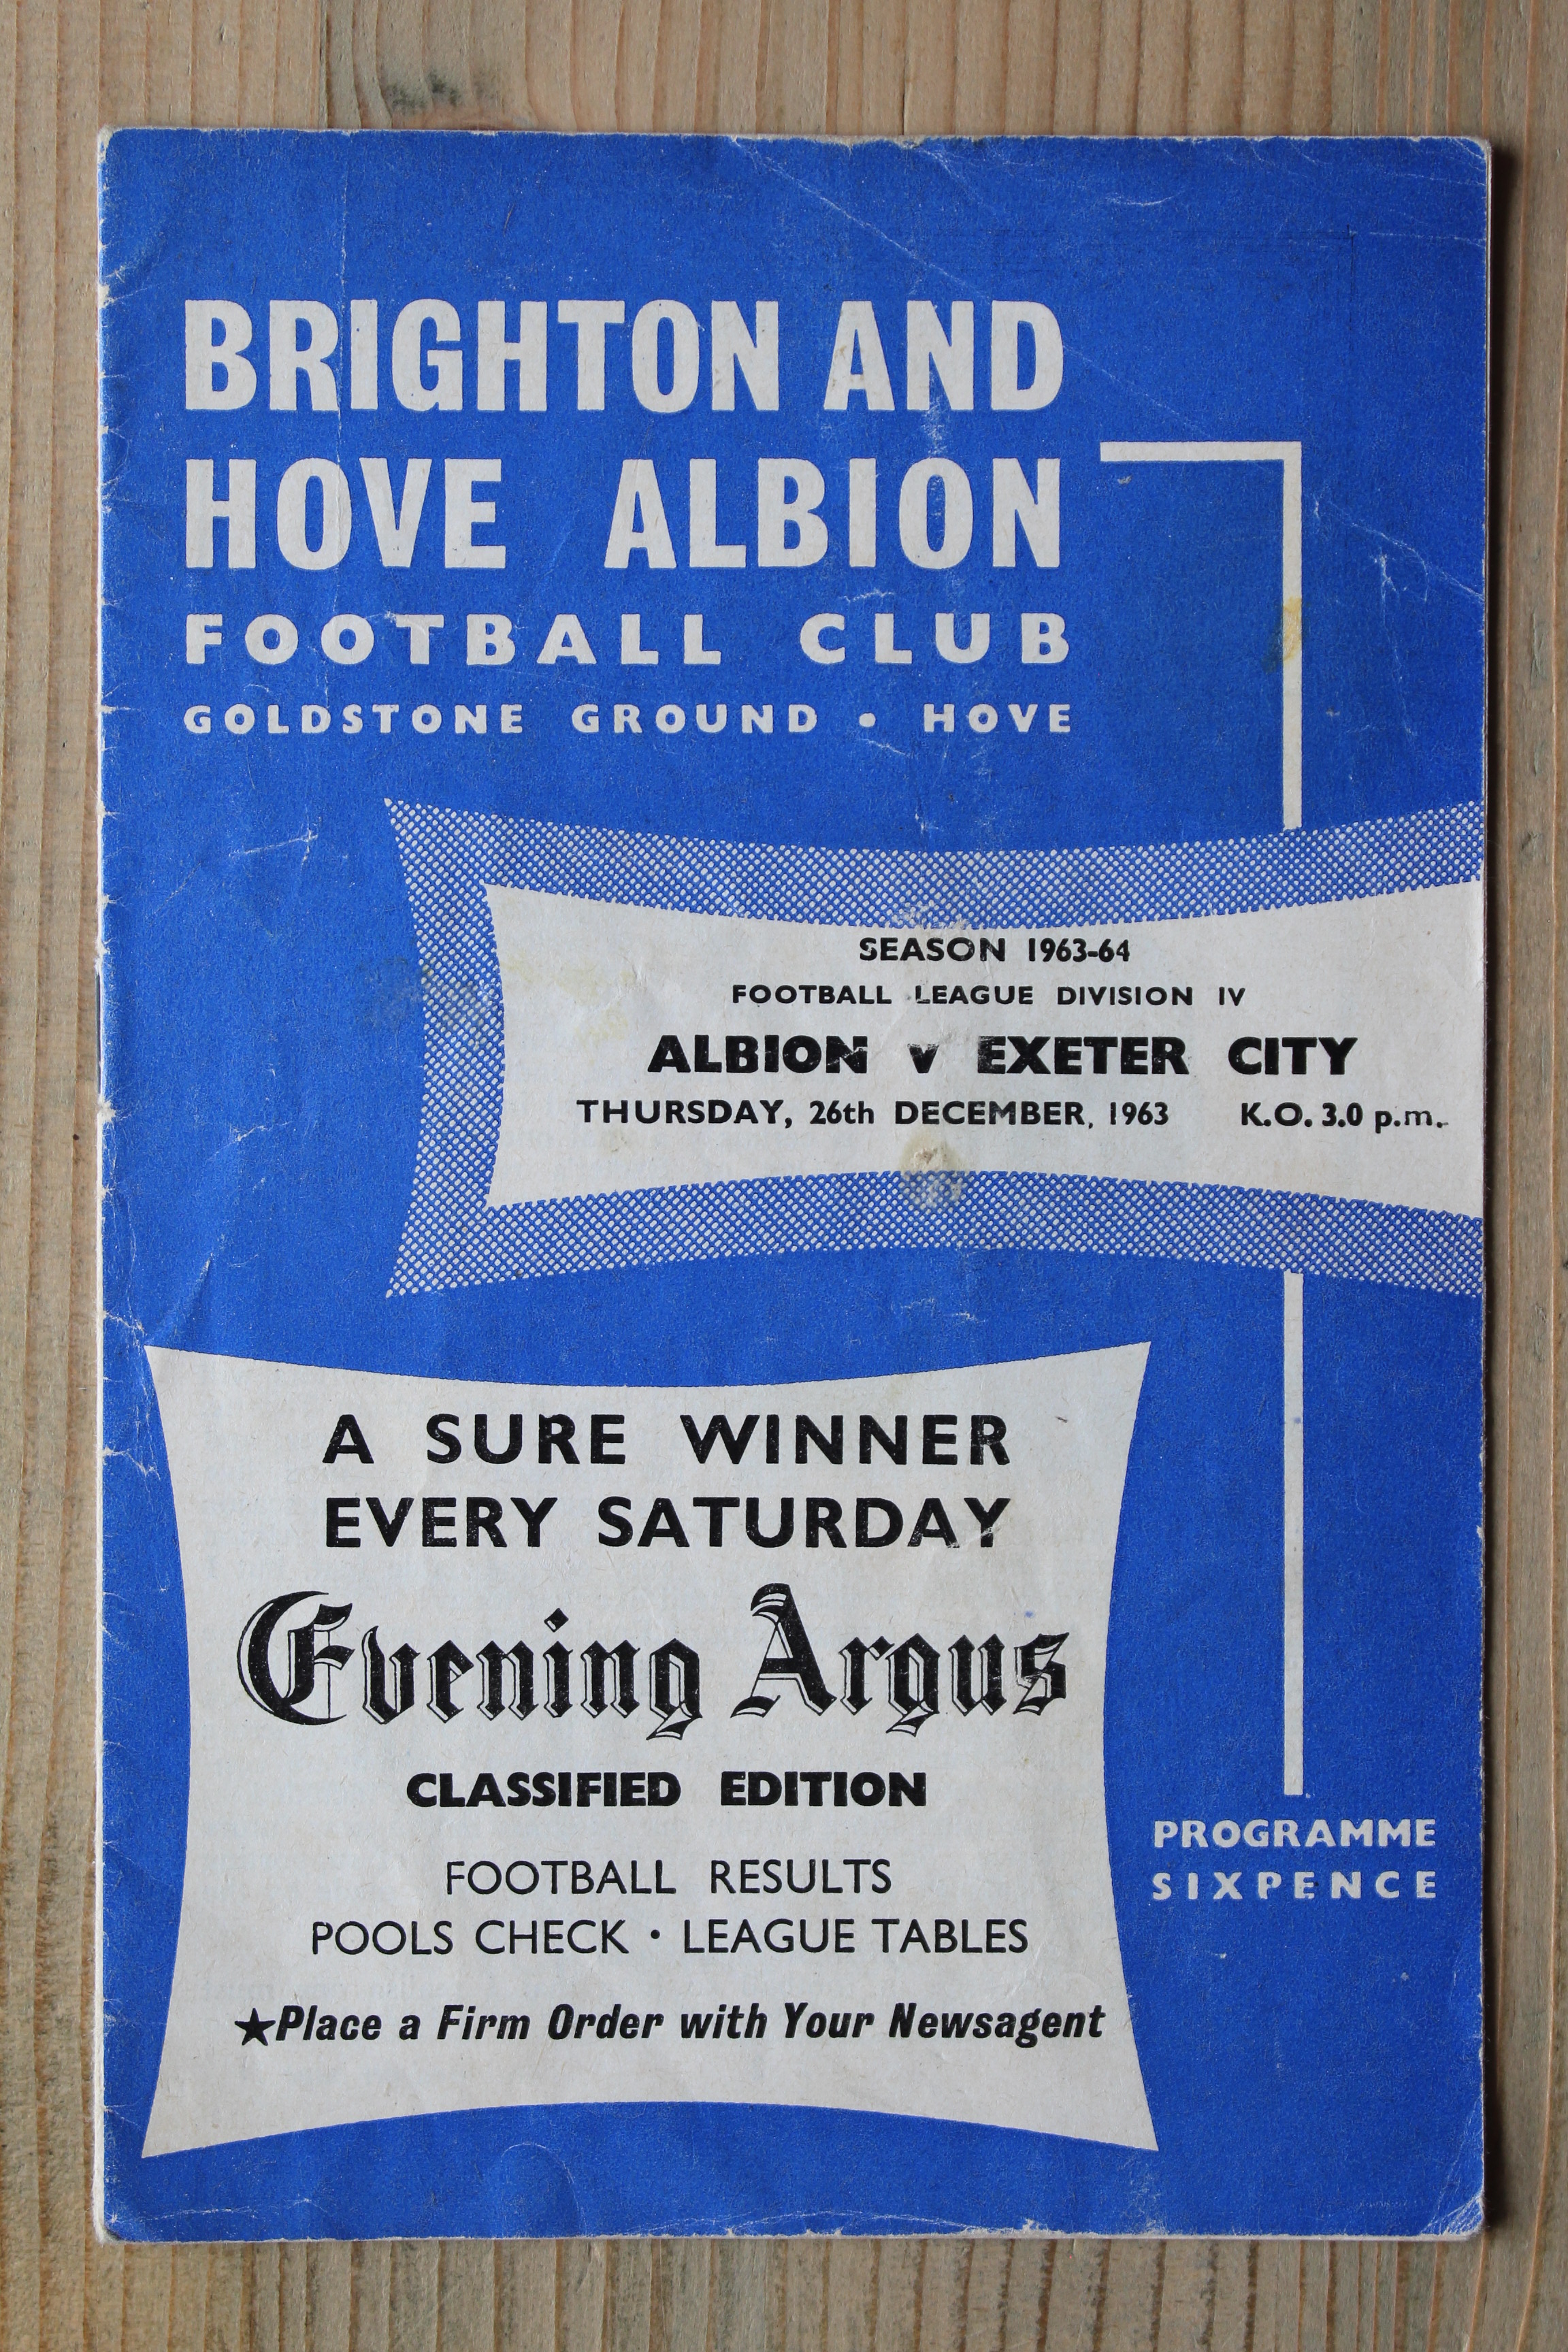 BRIGHTON AND
HOVE ALBION
FOOTBALL CLUB
GOLDSTONE GROUND • HOVE
SEASON 1963-64
FOOTBALL LEAGUE DIVISION IV
ALBION v EXETER CITY
THURSDAY, 26th DECEMBER, 1963 K.O. 3.0 p.m.
A SURE WINNER
EVERY SATURDAY
Evening Argus
CLASSIFIED EDITION
FOOTBALL RESULTS
POOLS CHECK • LEAGUE TABLES
★Place a Firm Order with Your Newsagent
PROGRAMME
SIXPENCE